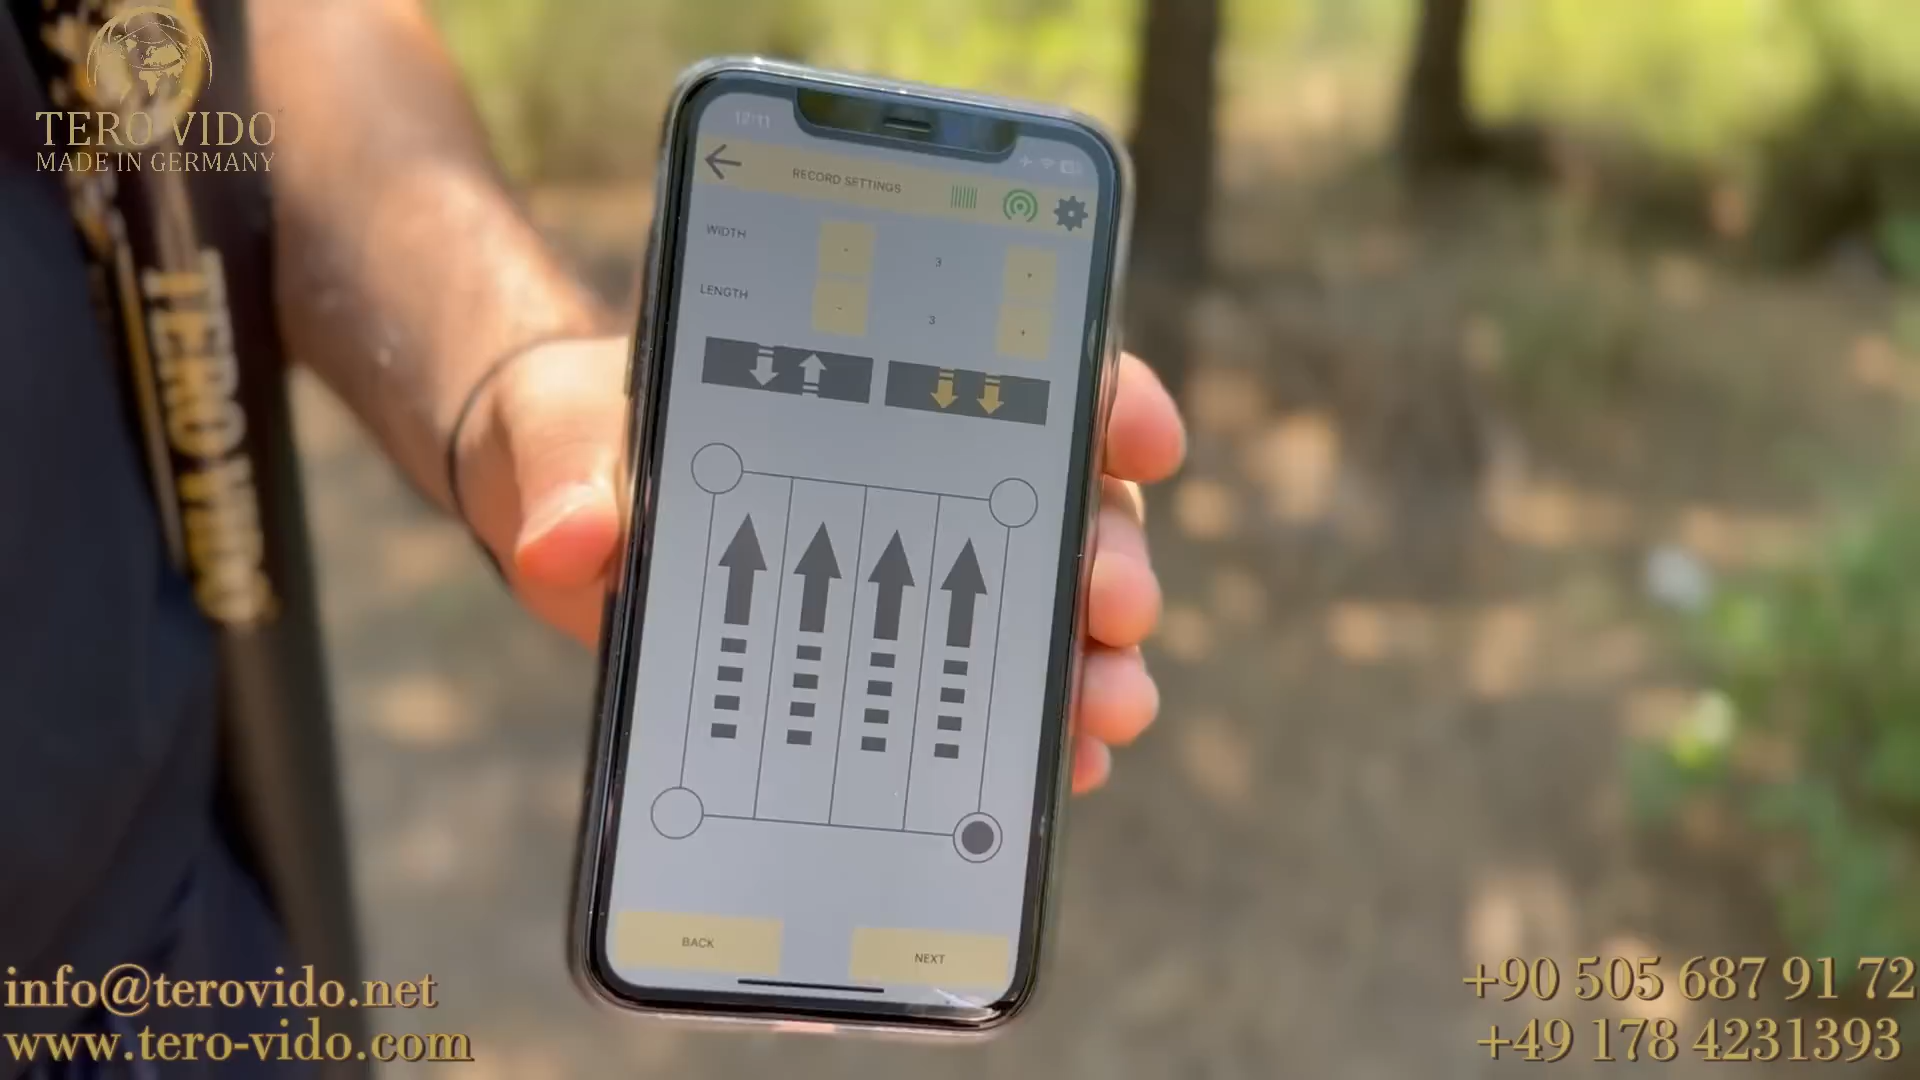 TERO VIDO
MADE IN GERMANY
TERO VIDO
12:11
RECORD SETTINGS
WIDTH
-
3
+
LENGTH
-
3
+
BACK
NEXT
info@terovido.net
www.tero-vido.com
+90 505 687 91 72
+49 178 4231393